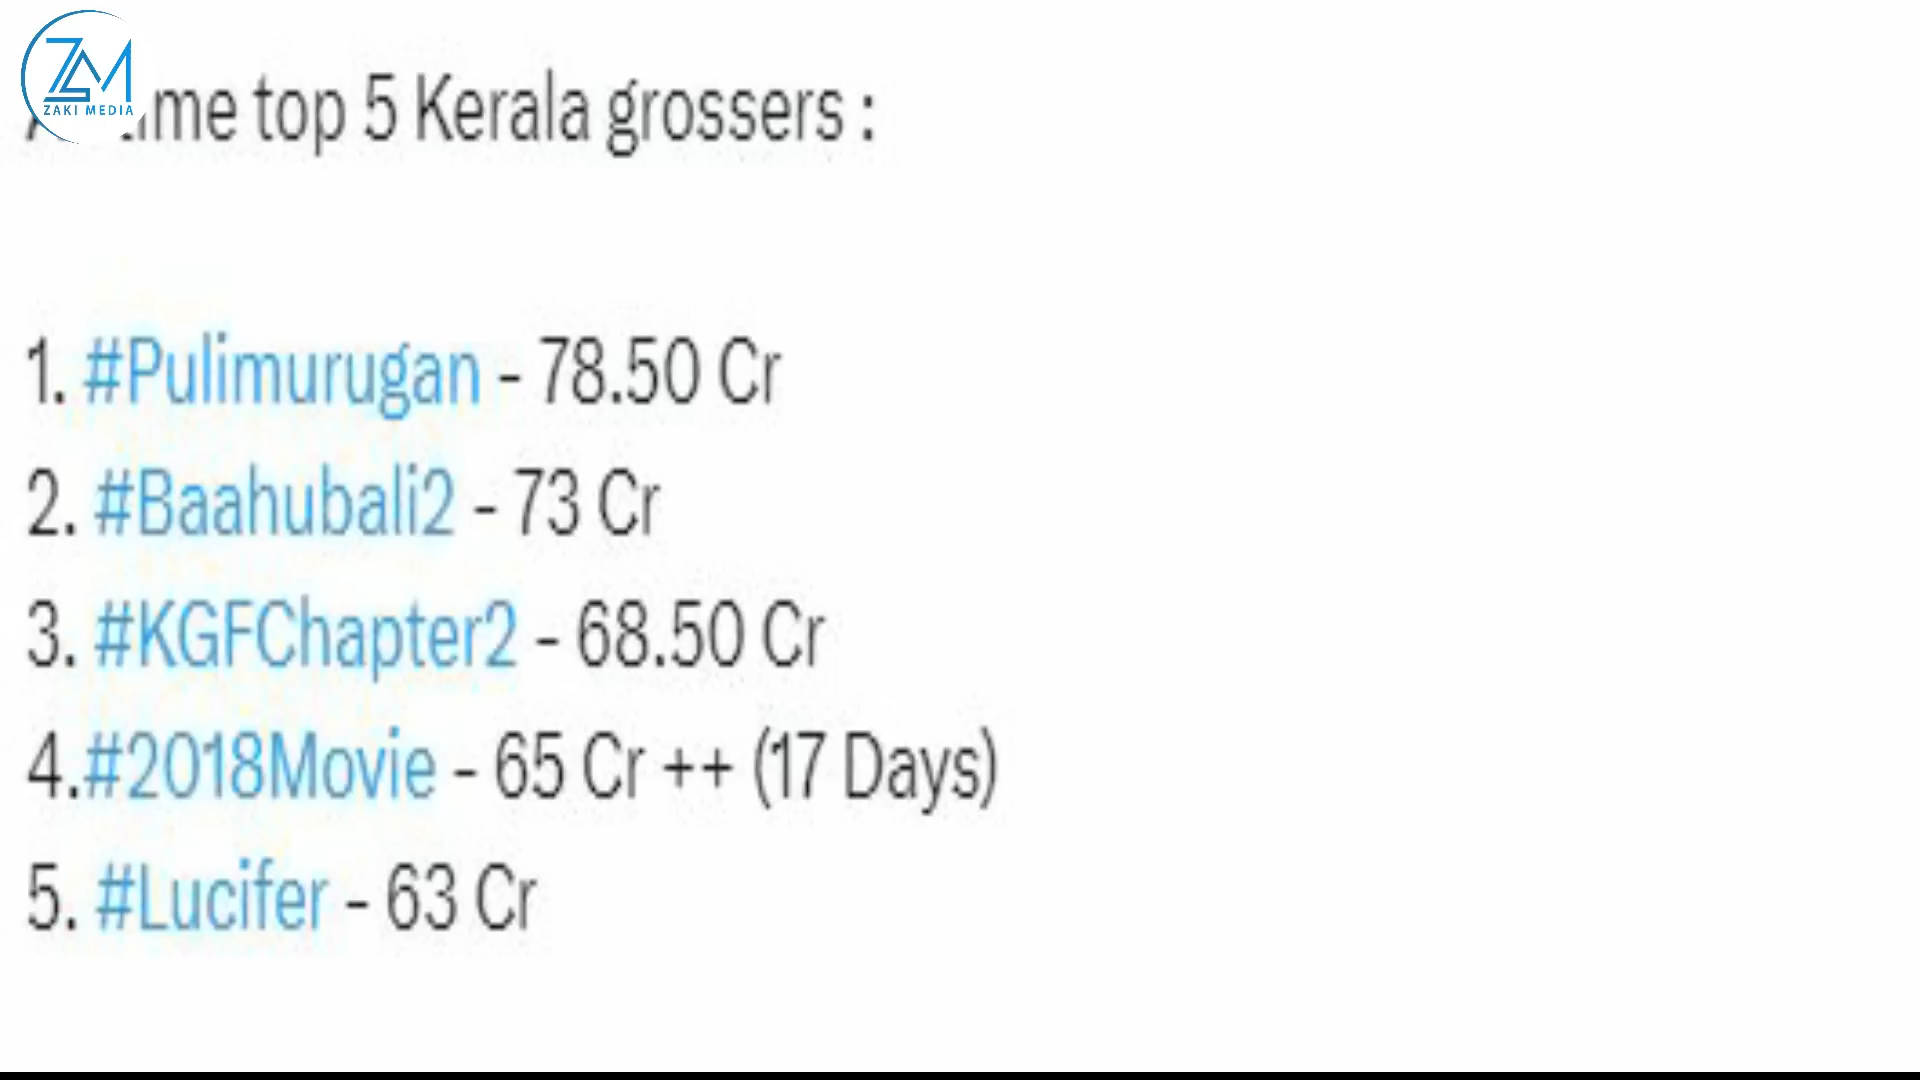 ZM
ZAKI MEDIA
top 5 Kerala grossers :
1. #Pulimurugan - 78.50 Cr
2. #Baahubali2 - 73 Cr
3. #KGFChapter2 - 68.50 Cr
4.#2018Movie - 65 Cr ++ (17 Days)
5. #Lucifer - 63 Cr